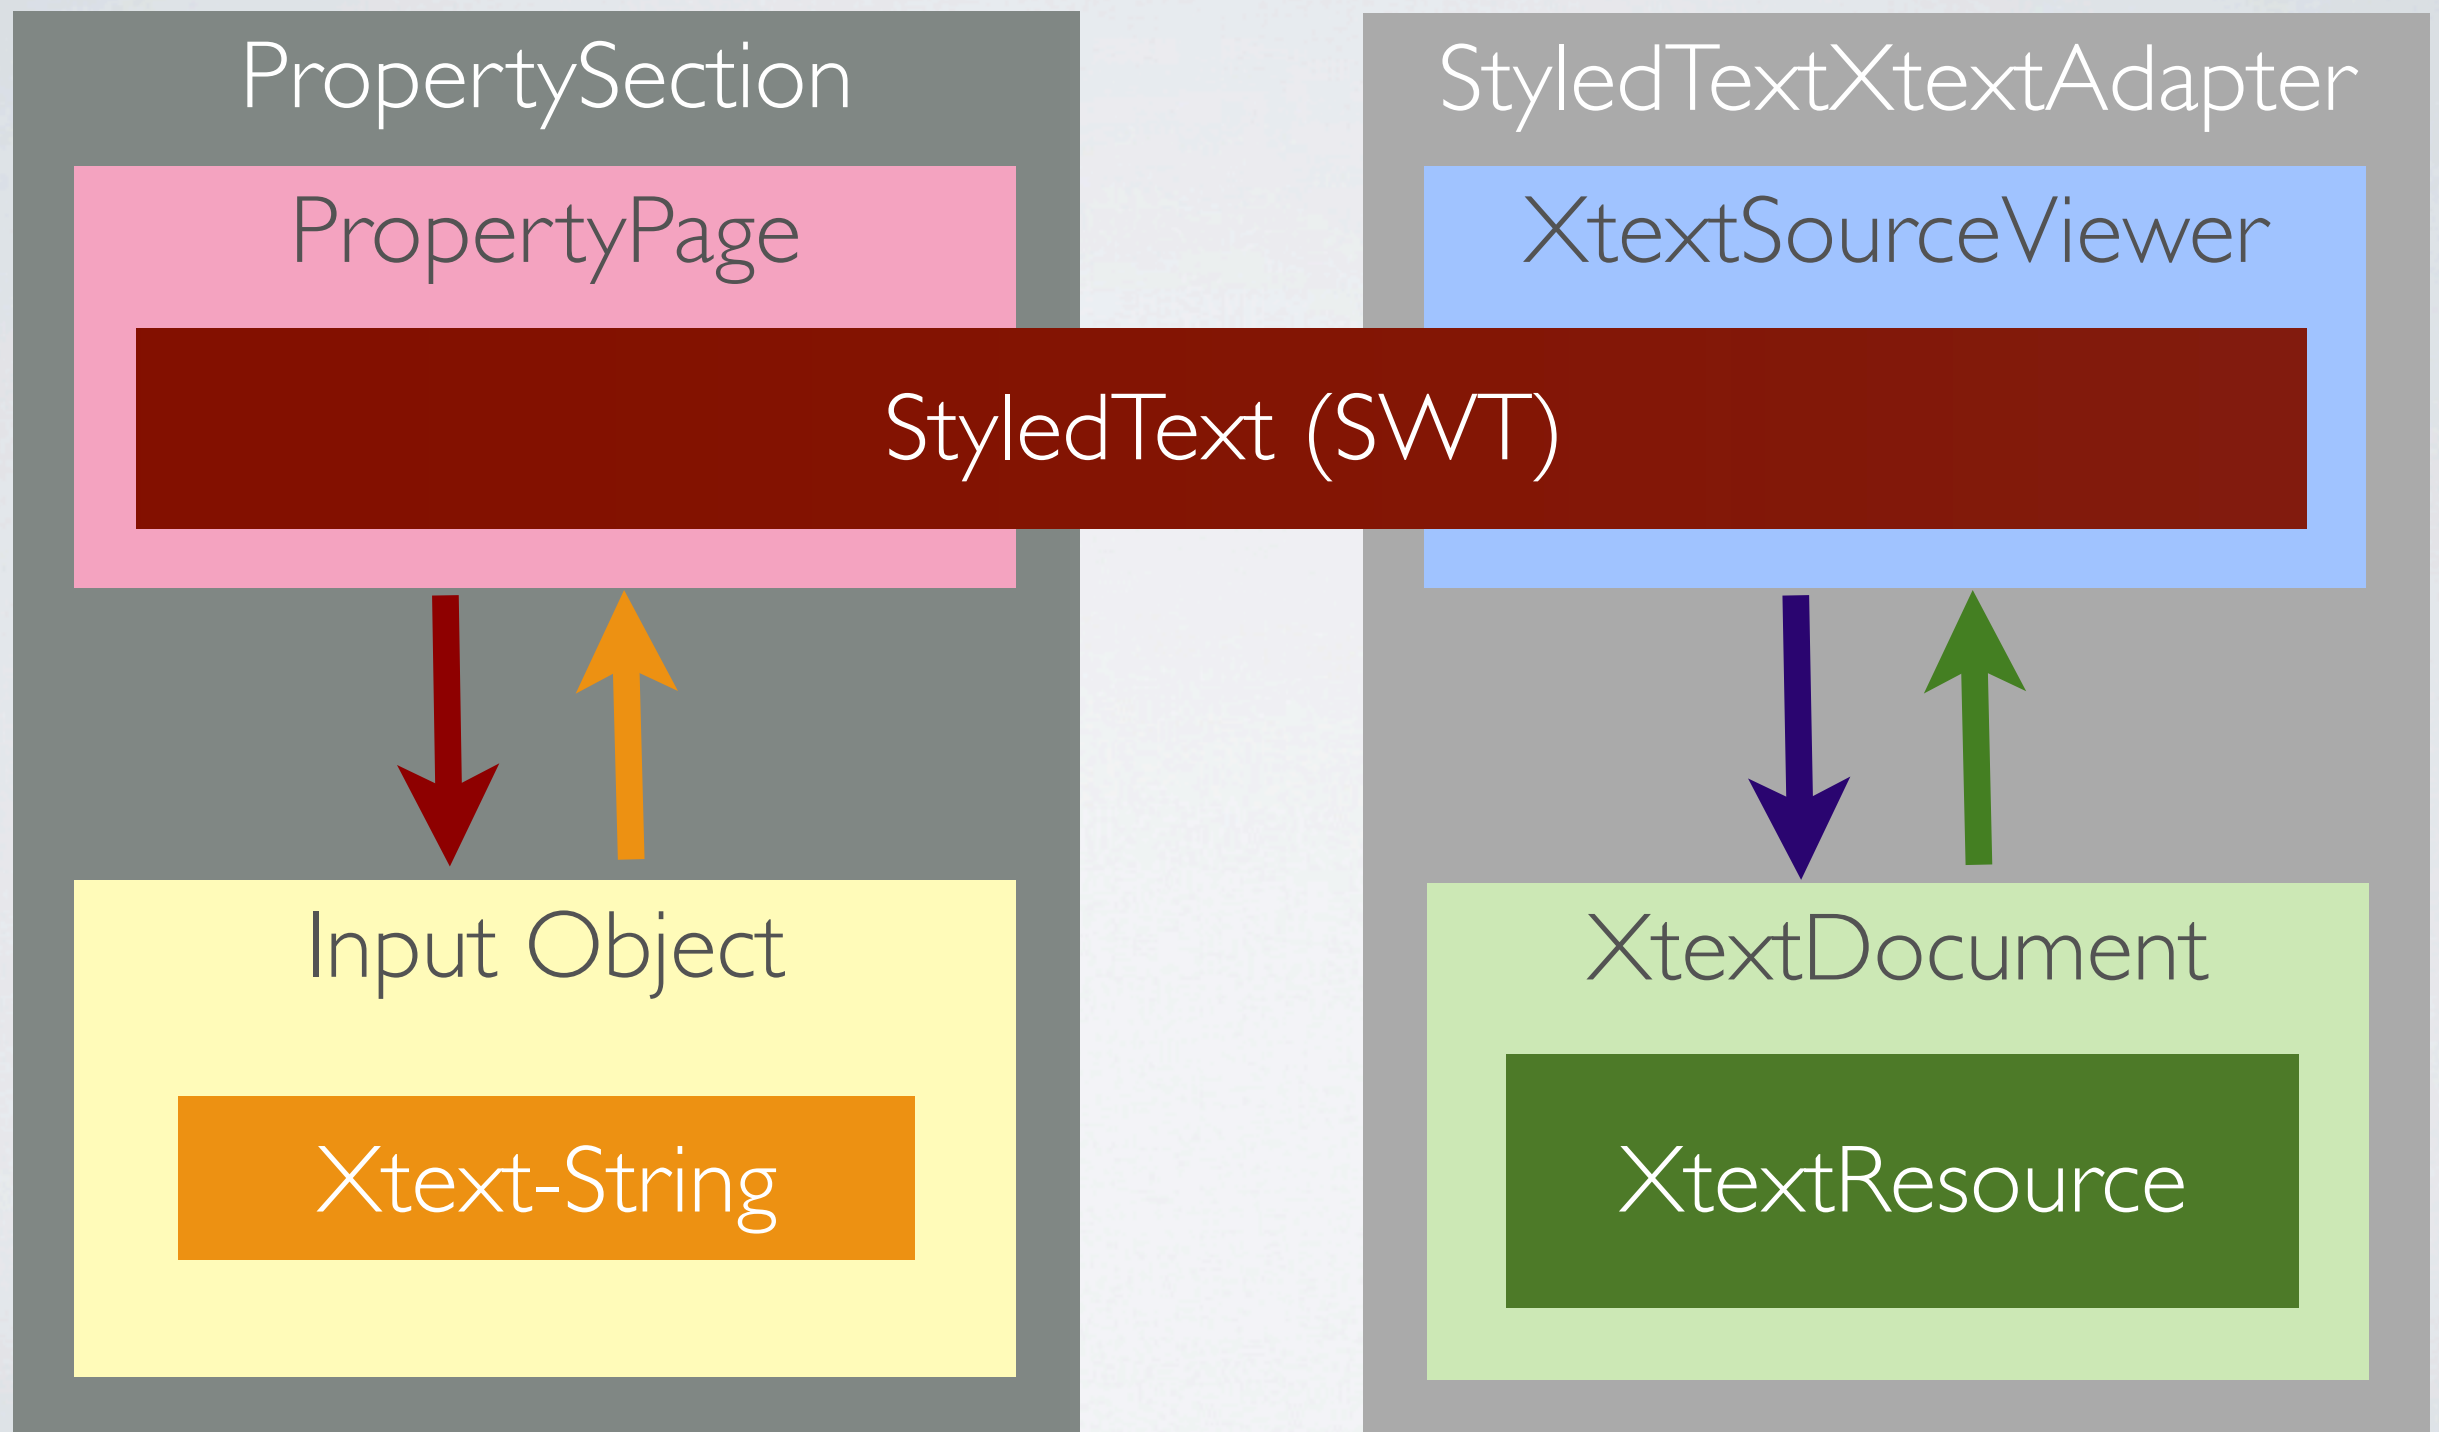 PropertySection
PropertyPage
StyledTextXtextAdapter
XtextSourceViewer
StyledText (SWT)
Input Object
Xtext-String
XtextDocument
XtextResource